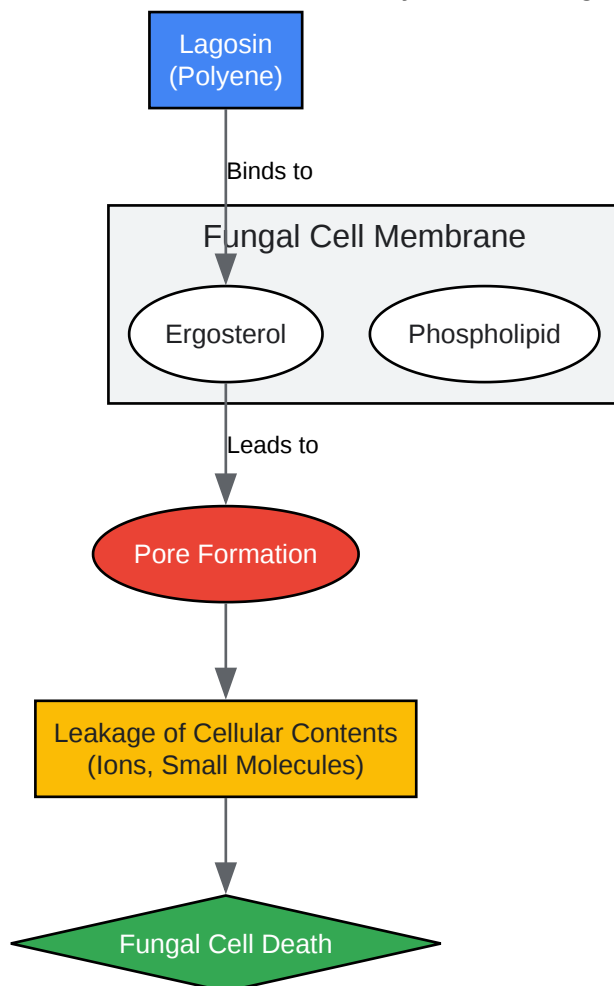 Lagosin
(Polyene)
Binds to
Fungal Cell Membrane
Ergosterol
Phospholipid
Leads to
Pore Formation
Leakage of Cellular Contents
(Ions, Small Molecules)
Fungal Cell Death